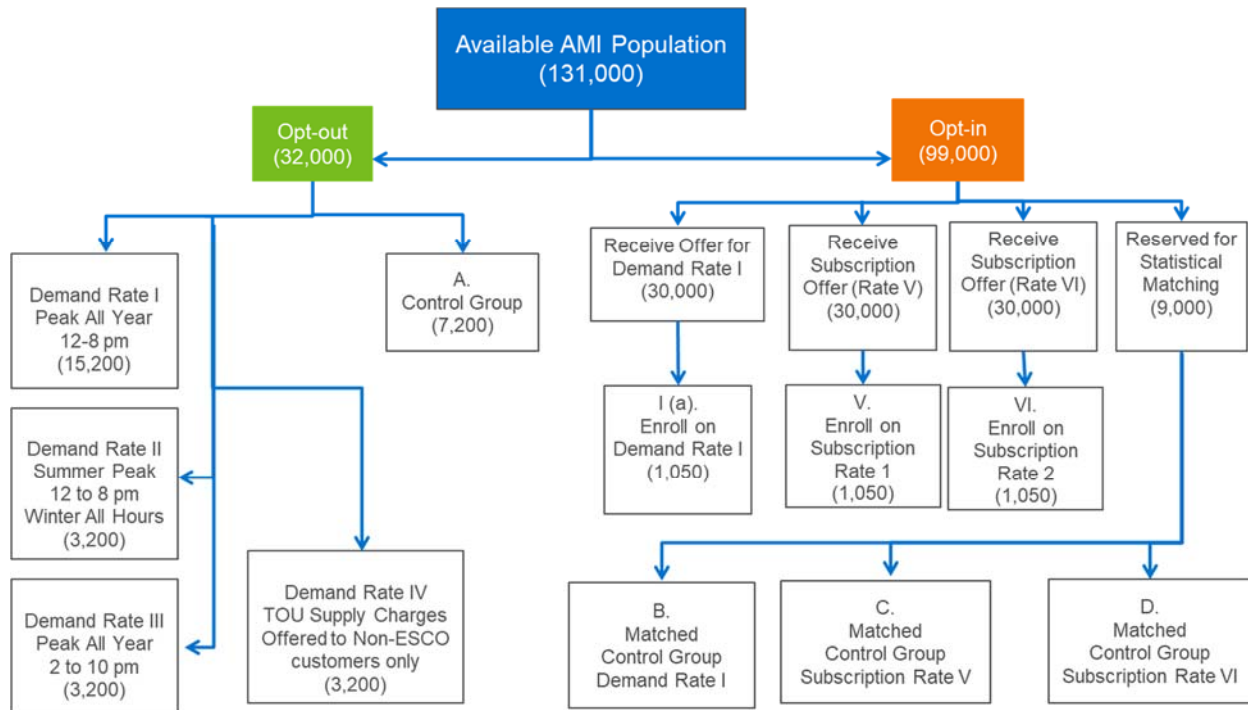 Available AMI Population
(131,000)
Opt-out
(32,000)
Opt-in
(99,000)
Demand Rate I
Peak All Year
12-8 pm
(15,200)
A.
Control Group
(7,200)
Demand Rate II
Summer Peak
12 to 8 pm
Winter All Hours
(3,200)
Demand Rate III
Peak All Year
2 to 10 pm
(3,200)
Demand Rate IV
TOU Supply Charges
Offered to Non-ESCO
customers only
(3,200)
Receive Offer for
Demand Rate I
(30,000)
Receive
Subscription
Offer (Rate V)
(30,000)
Receive
Subscription
Offer (Rate VI)
(30,000)
Reserved for
Statistical
Matching
(9,000)
I (a).
Enroll on
Demand Rate I
(1,050)
V.
Enroll on
Subscription
Rate 1
(1,050)
VI.
Enroll on
Subscription
Rate 2
(1,050)
B.
Matched
Control Group
Demand Rate I
C.
Matched
Control Group
Subscription Rate V
D.
Matched
Control Group
Subscription Rate VI